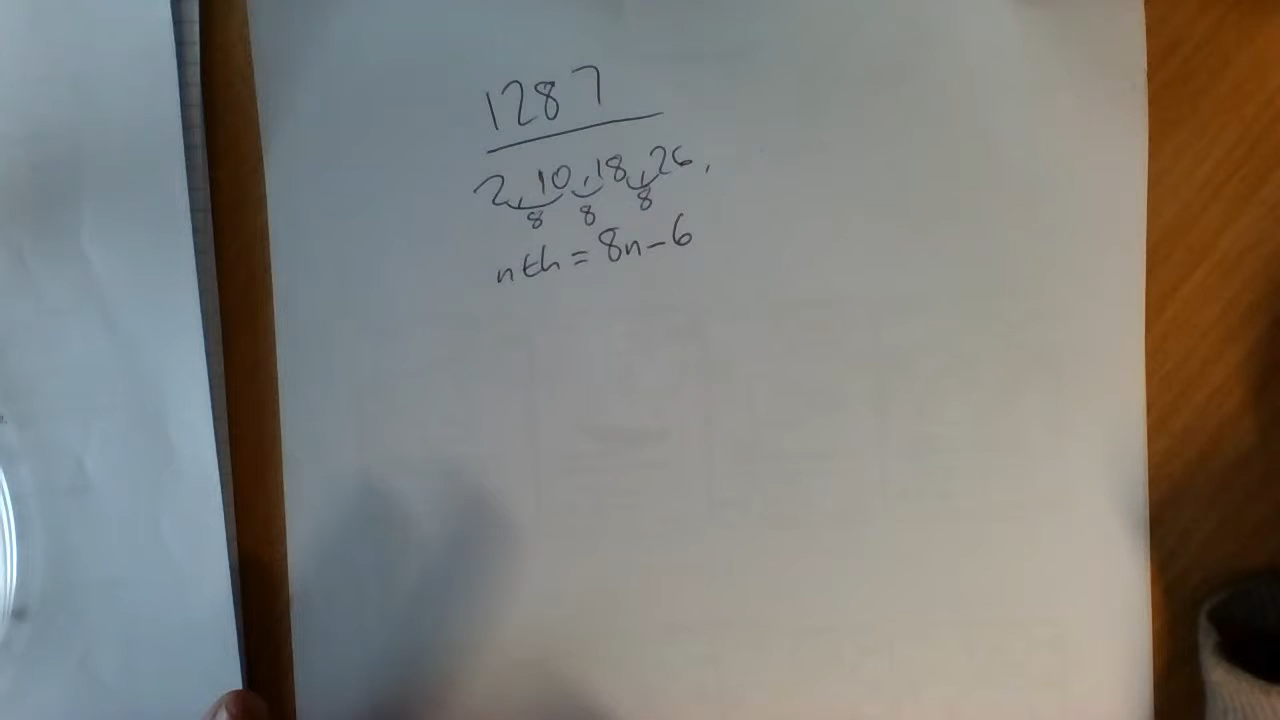 1287
2, 10, 18, 26,
8 8 8
nth = 8n-6